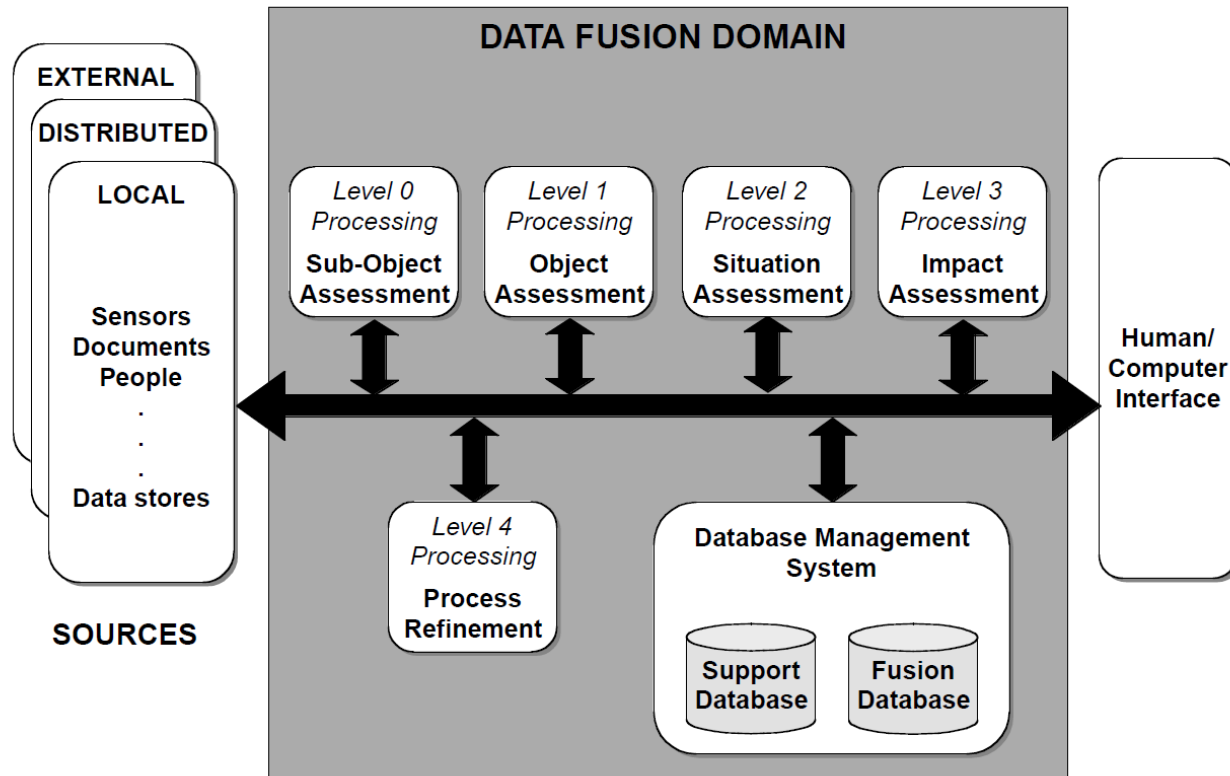 DATA FUSION DOMAIN
EXTERNAL
DISTRIBUTED
LOCAL
Sensors
Documents
People
.
.
.
Data stores
SOURCES
Level 0
Processing
Sub-Object
Assessment
Level 1
Processing
Object
Assessment
Level 2
Processing
Situation
Assessment
Level 3
Processing
Impact
Assessment
Human/
Computer
Interface
Level 4
Processing
Process
Refinement
Database Management
System
Support
Database
Fusion
Database